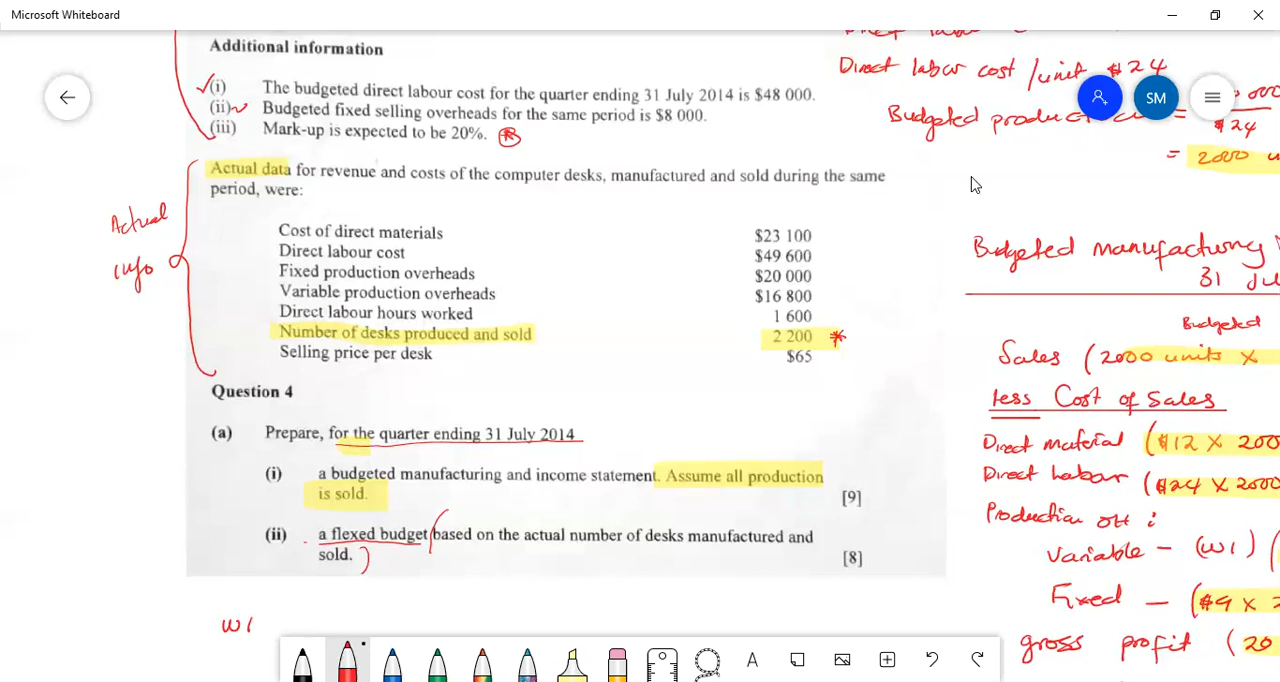 Microsoft Whiteboard
Additional information
Direct labor cost/unit $24
(i) The budgeted direct labour cost for the quarter ending 31 July 2014 is $48 000.
SM
(ii) Budgeted fixed selling overheads for the same period is $8 000.
Budgeted product =
$24
(iii) Mark-up is expected to be 20%.
= 2000
Actual data for revenue and costs of the computer desks, manufactured and sold during the same
period, were:
Actual
info
Cost of direct materials $23 100
Direct labour cost $49 600
Fixed production overheads $20 000
Variable production overheads $16 800
Direct labour hours worked 1 600
Number of desks produced and sold 2 200 *
Selling price per desk $65
Budgeted manufacturing
31 Ju
Budgeted
Sales (2000 units x
less Cost of Sales
Direct material ($12 x 200
Direct labor ($24 x 2000
Production OH :
Variable - (W1) (
Fixed - ($9 x 2
gross profit (20
Question 4
(a) Prepare, for the quarter ending 31 July 2014
(i) a budgeted manufacturing and income statement. Assume all production
is sold.
[9]
(ii) a flexed budget (based on the actual number of desks manufactured and
sold. )
[8]
W1
A